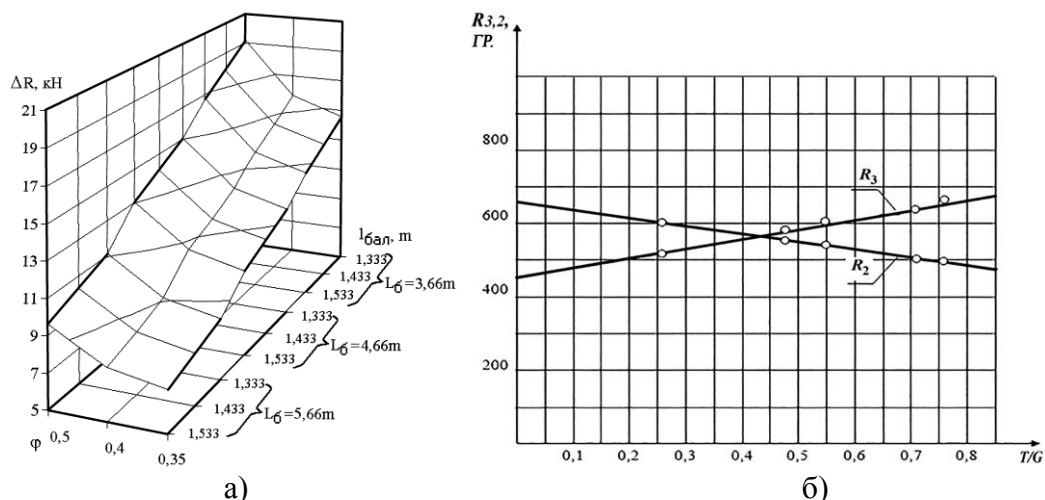 ΔR, кН
21
19
17
15
13
11
9
7
5
φ
0,5
0,4
0,35
lбал, m
1,333
1,433
1,533
Lб=3,66m
1,333
1,433
1,533
Lб=4,66m
1,333
1,433
1,533
Lб=5,66m
а)
R3,2,
ГР.
800
600
400
200
R3
R2
0,1 0,2 0,3 0,4 0,5 0,6 0,7 0,8 T/G
б)